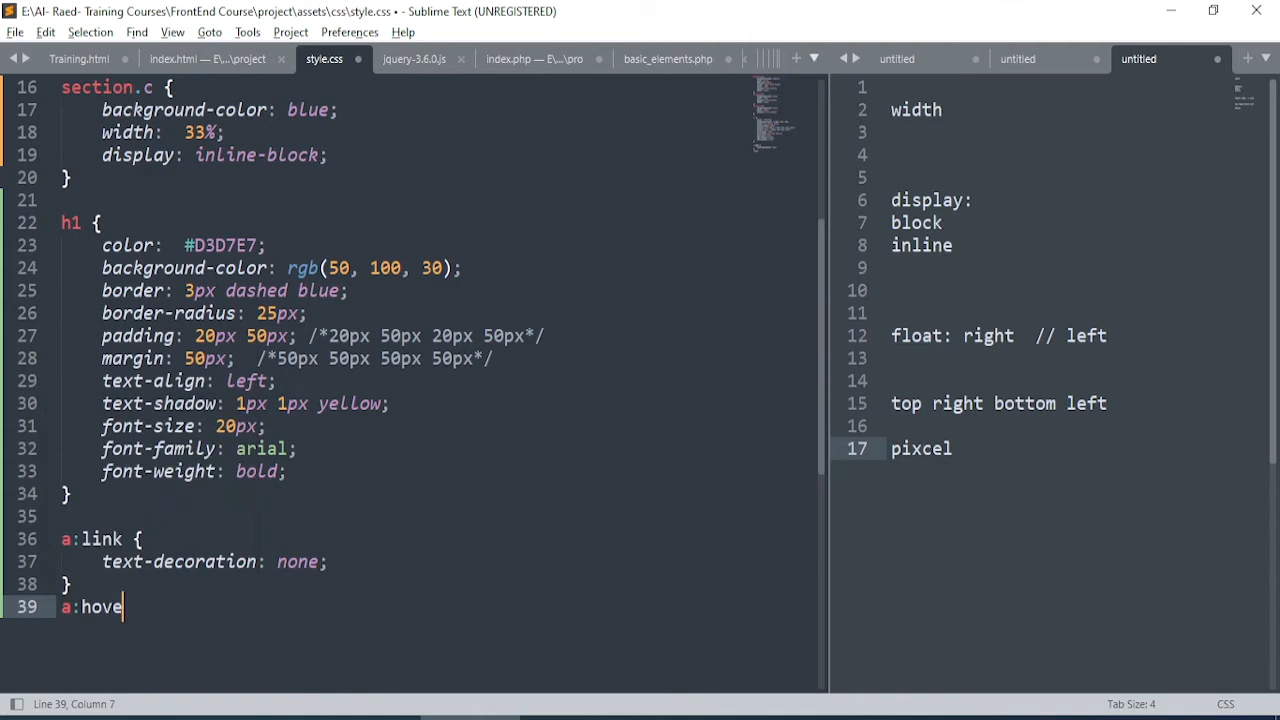 E:\AI- Raed- Training Courses\FrontEnd Course\project\assets\css\style.css • - Sublime Text (UNREGISTERED)
File Edit Selection Find View Goto Tools Project Preferences Help
Training.html index.html — E\...\project style.css jquery-3.6.0.js index.php — E\...\pro basic_elements.php untitled untitled untitled
16 section.c {
17 background-color: blue;
18 width: 33%;
19 display: inline-block;
20 }
21
22 h1 {
23 color: #D3D7E7;
24 background-color: rgb(50, 100, 30);
25 border: 3px dashed blue;
26 border-radius: 25px;
27 padding: 20px 50px; /*20px 50px 20px 50px*/
28 margin: 50px; /*50px 50px 50px 50px*/
29 text-align: left;
30 text-shadow: 1px 1px yellow;
31 font-size: 20px;
32 font-family: arial;
33 font-weight: bold;
34 }
35
36 a:link {
37 text-decoration: none;
38 }
39 a:hove
1
2 width
3
4
5
6 display:
7 block
8 inline
9
10
11
12 float: right // left
13
14
15 top right bottom left
16
17 pixcel
Line 39, Column 7 Tab Size: 4 CSS